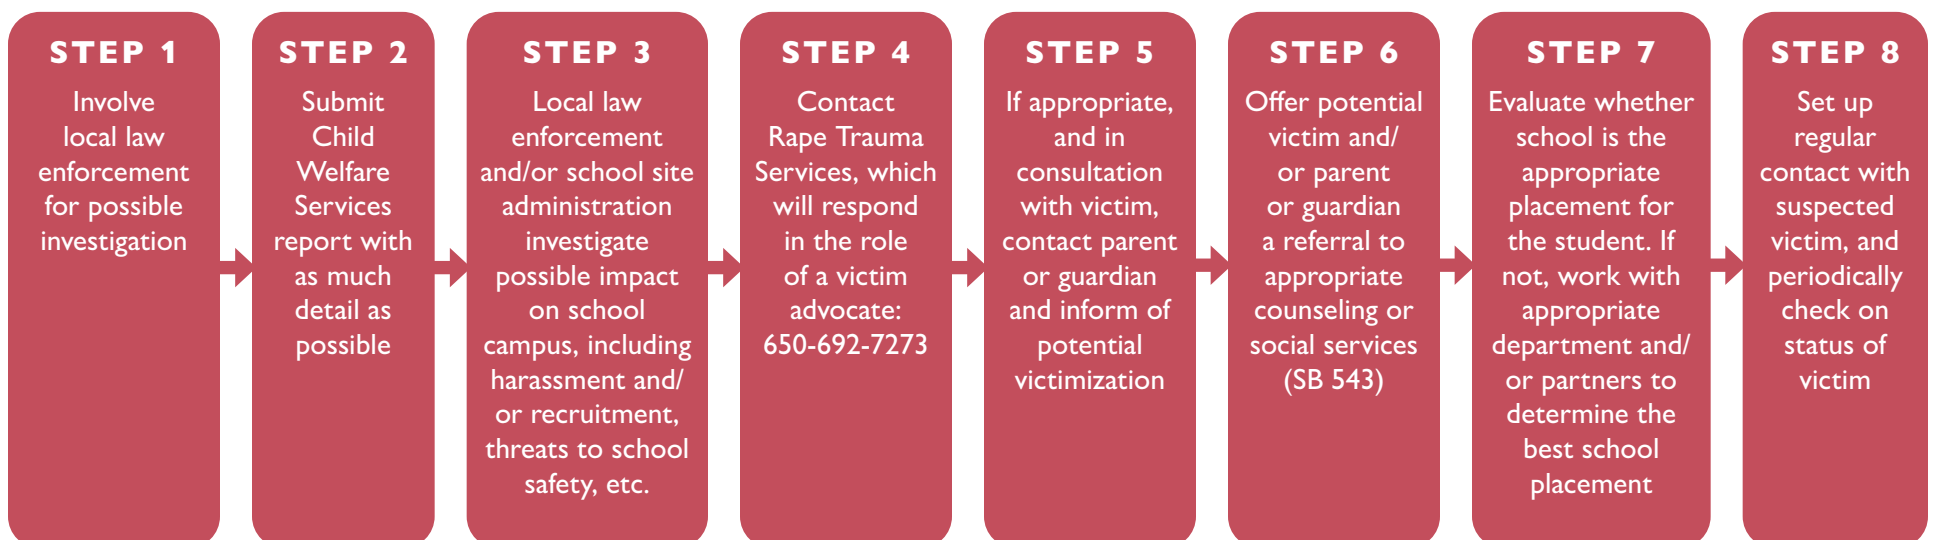 STEP 1
Involve
local law
enforcement
for possible
investigation
STEP 2
Submit
Child
Welfare
Services
report with
as much
detail as
possible
STEP 3
Local law
enforcement
and/or school site
administration
investigate
possible impact
on school
campus, including
harassment and/
or recruitment,
threats to school
safety, etc.
STEP 4
Contact
Rape Trauma
Services, which
will respond
in the role
of a victim
advocate:
650-692-7273
STEP 5
If appropriate,
and in
consultation
with victim,
contact parent
or guardian
and inform of
potential
victimization
STEP 6
Offer potential
victim and/
or parent
or guardian
a referral to
appropriate
counseling or
social services
(SB 543)
STEP 7
Evaluate whether
school is the
appropriate
placement for
the student. If
not, work with
appropriate
department and/
or partners to
determine the
best school
placement
STEP 8
Set up
regular
contact with
suspected
victim, and
periodically
check on
status of
victim